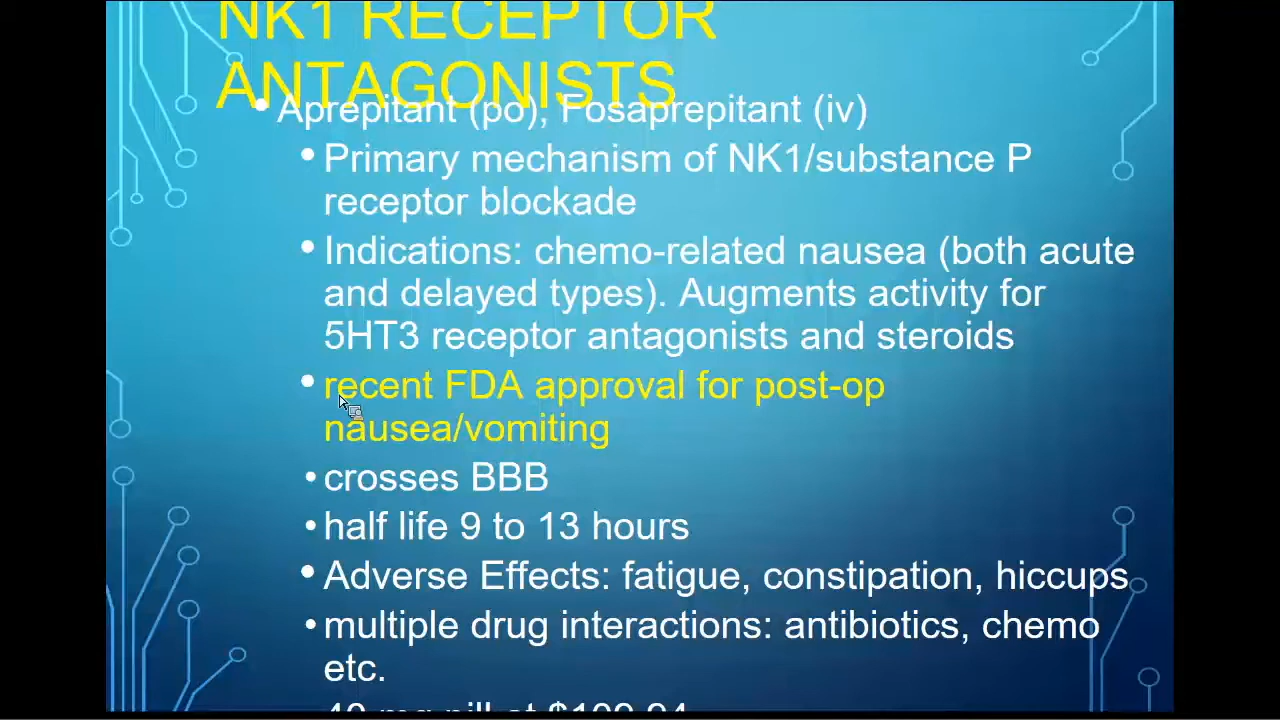 NK1 RECEPTOR
ANTAGONISTS
• Aprepitant (po), Fosaprepitant (iv)
• Primary mechanism of NK1/substance P
receptor blockade
• Indications: chemo-related nausea (both acute
and delayed types). Augments activity for
5HT3 receptor antagonists and steroids
• recent FDA approval for post-op
nausea/vomiting
• crosses BBB
• half life 9 to 13 hours
• Adverse Effects: fatigue, constipation, hiccups
• multiple drug interactions: antibiotics, chemo
etc.
mg pill at